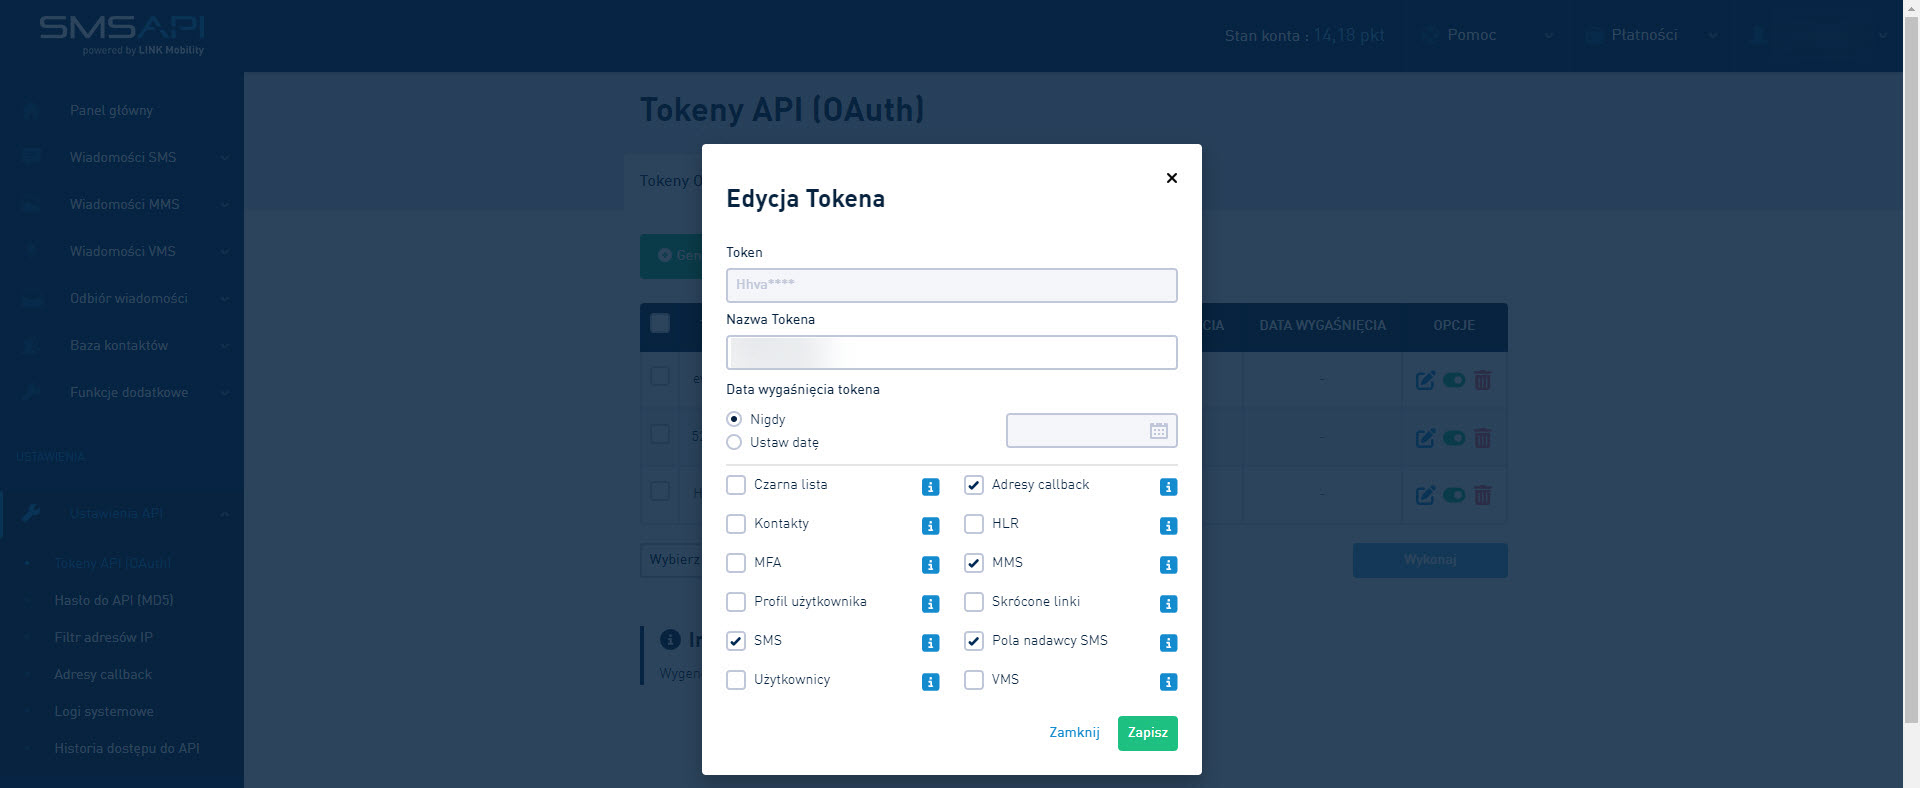 SMSAPI
powered by LINK Mobility
Stan konta : 14,18 pkt
Pomoc
Płatności
Panel główny
Wiadomości SMS
Wiadomości MMS
Wiadomości VMS
Odbiór wiadomości
Baza kontaktów
Funkcje dodatkowe
USTAWIENIA
Ustawienia API
Tokeny API (OAuth)
Hasło do API (MD5)
Filtr adresów IP
Adresy callback
Logi systemowe
Historia dostępu do API
Tokeny API (OAuth)
Tokeny O
Gen
CIA
DATA WYGAŚNIĘCIA
OPCJE
-
-
-
Wybierz
Wykonaj
Wygen
Edycja Tokena
Token
Hhva****
Nazwa Tokena
Data wygaśnięcia tokena
Nigdy
Ustaw datę
Czarna lista
Adresy callback
Kontakty
HLR
MFA
MMS
Profil użytkownika
Skrócone linki
SMS
Pola nadawcy SMS
Użytkownicy
VMS
Zamknij
Zapisz